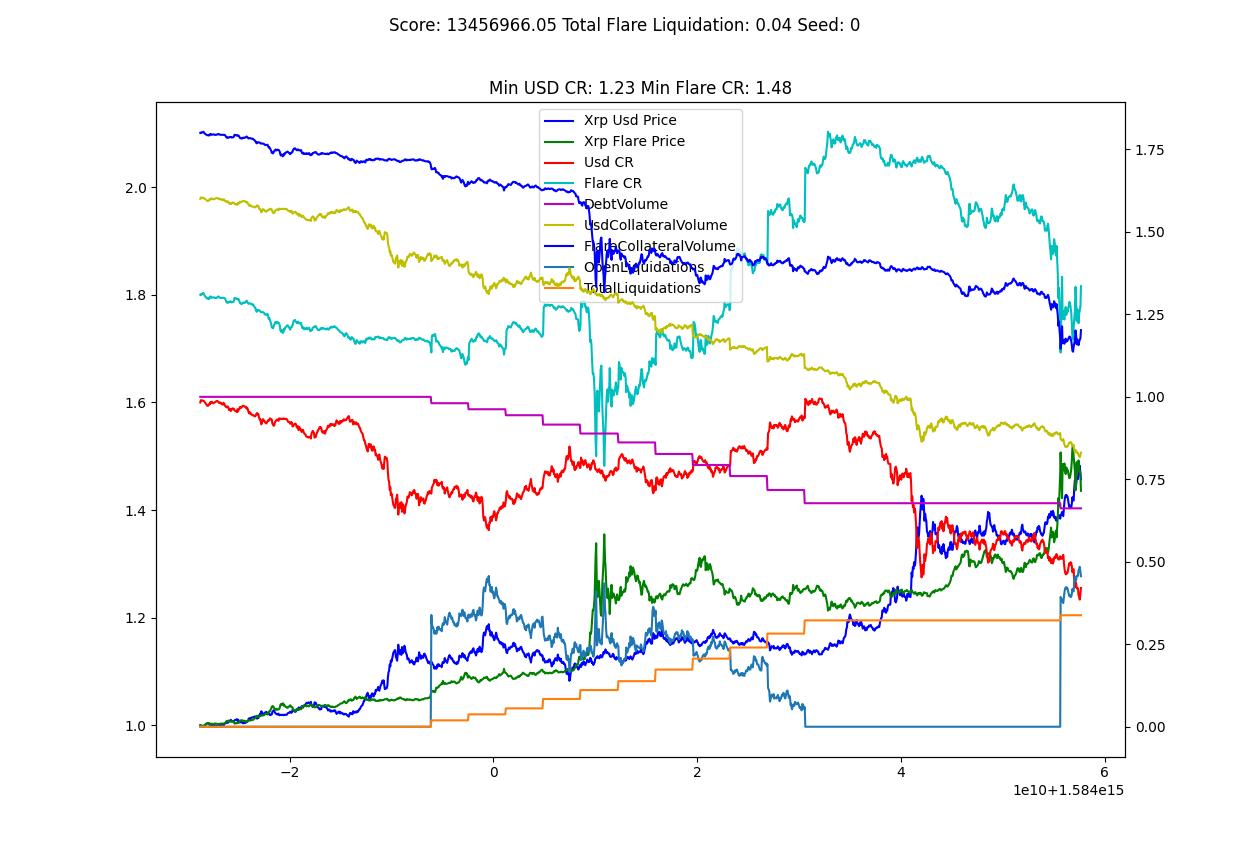 Score: 13456966.05 Total Flare Liquidation: 0.04 Seed: 0
Min USD CR: 1.23 Min Flare CR: 1.48
Xrp Usd Price
Xrp Flare Price
Usd CR
Flare CR
DebtVolume
UsdCollateralVolume
FlareCollateralVolume
OpenLiquidations
TotalLiquidations
2.0
1.8
1.6
1.4
1.2
1.0
1.75
1.50
1.25
1.00
0.75
0.50
0.25
0.00
−2
0
2
4
6
1e10+1.584e15